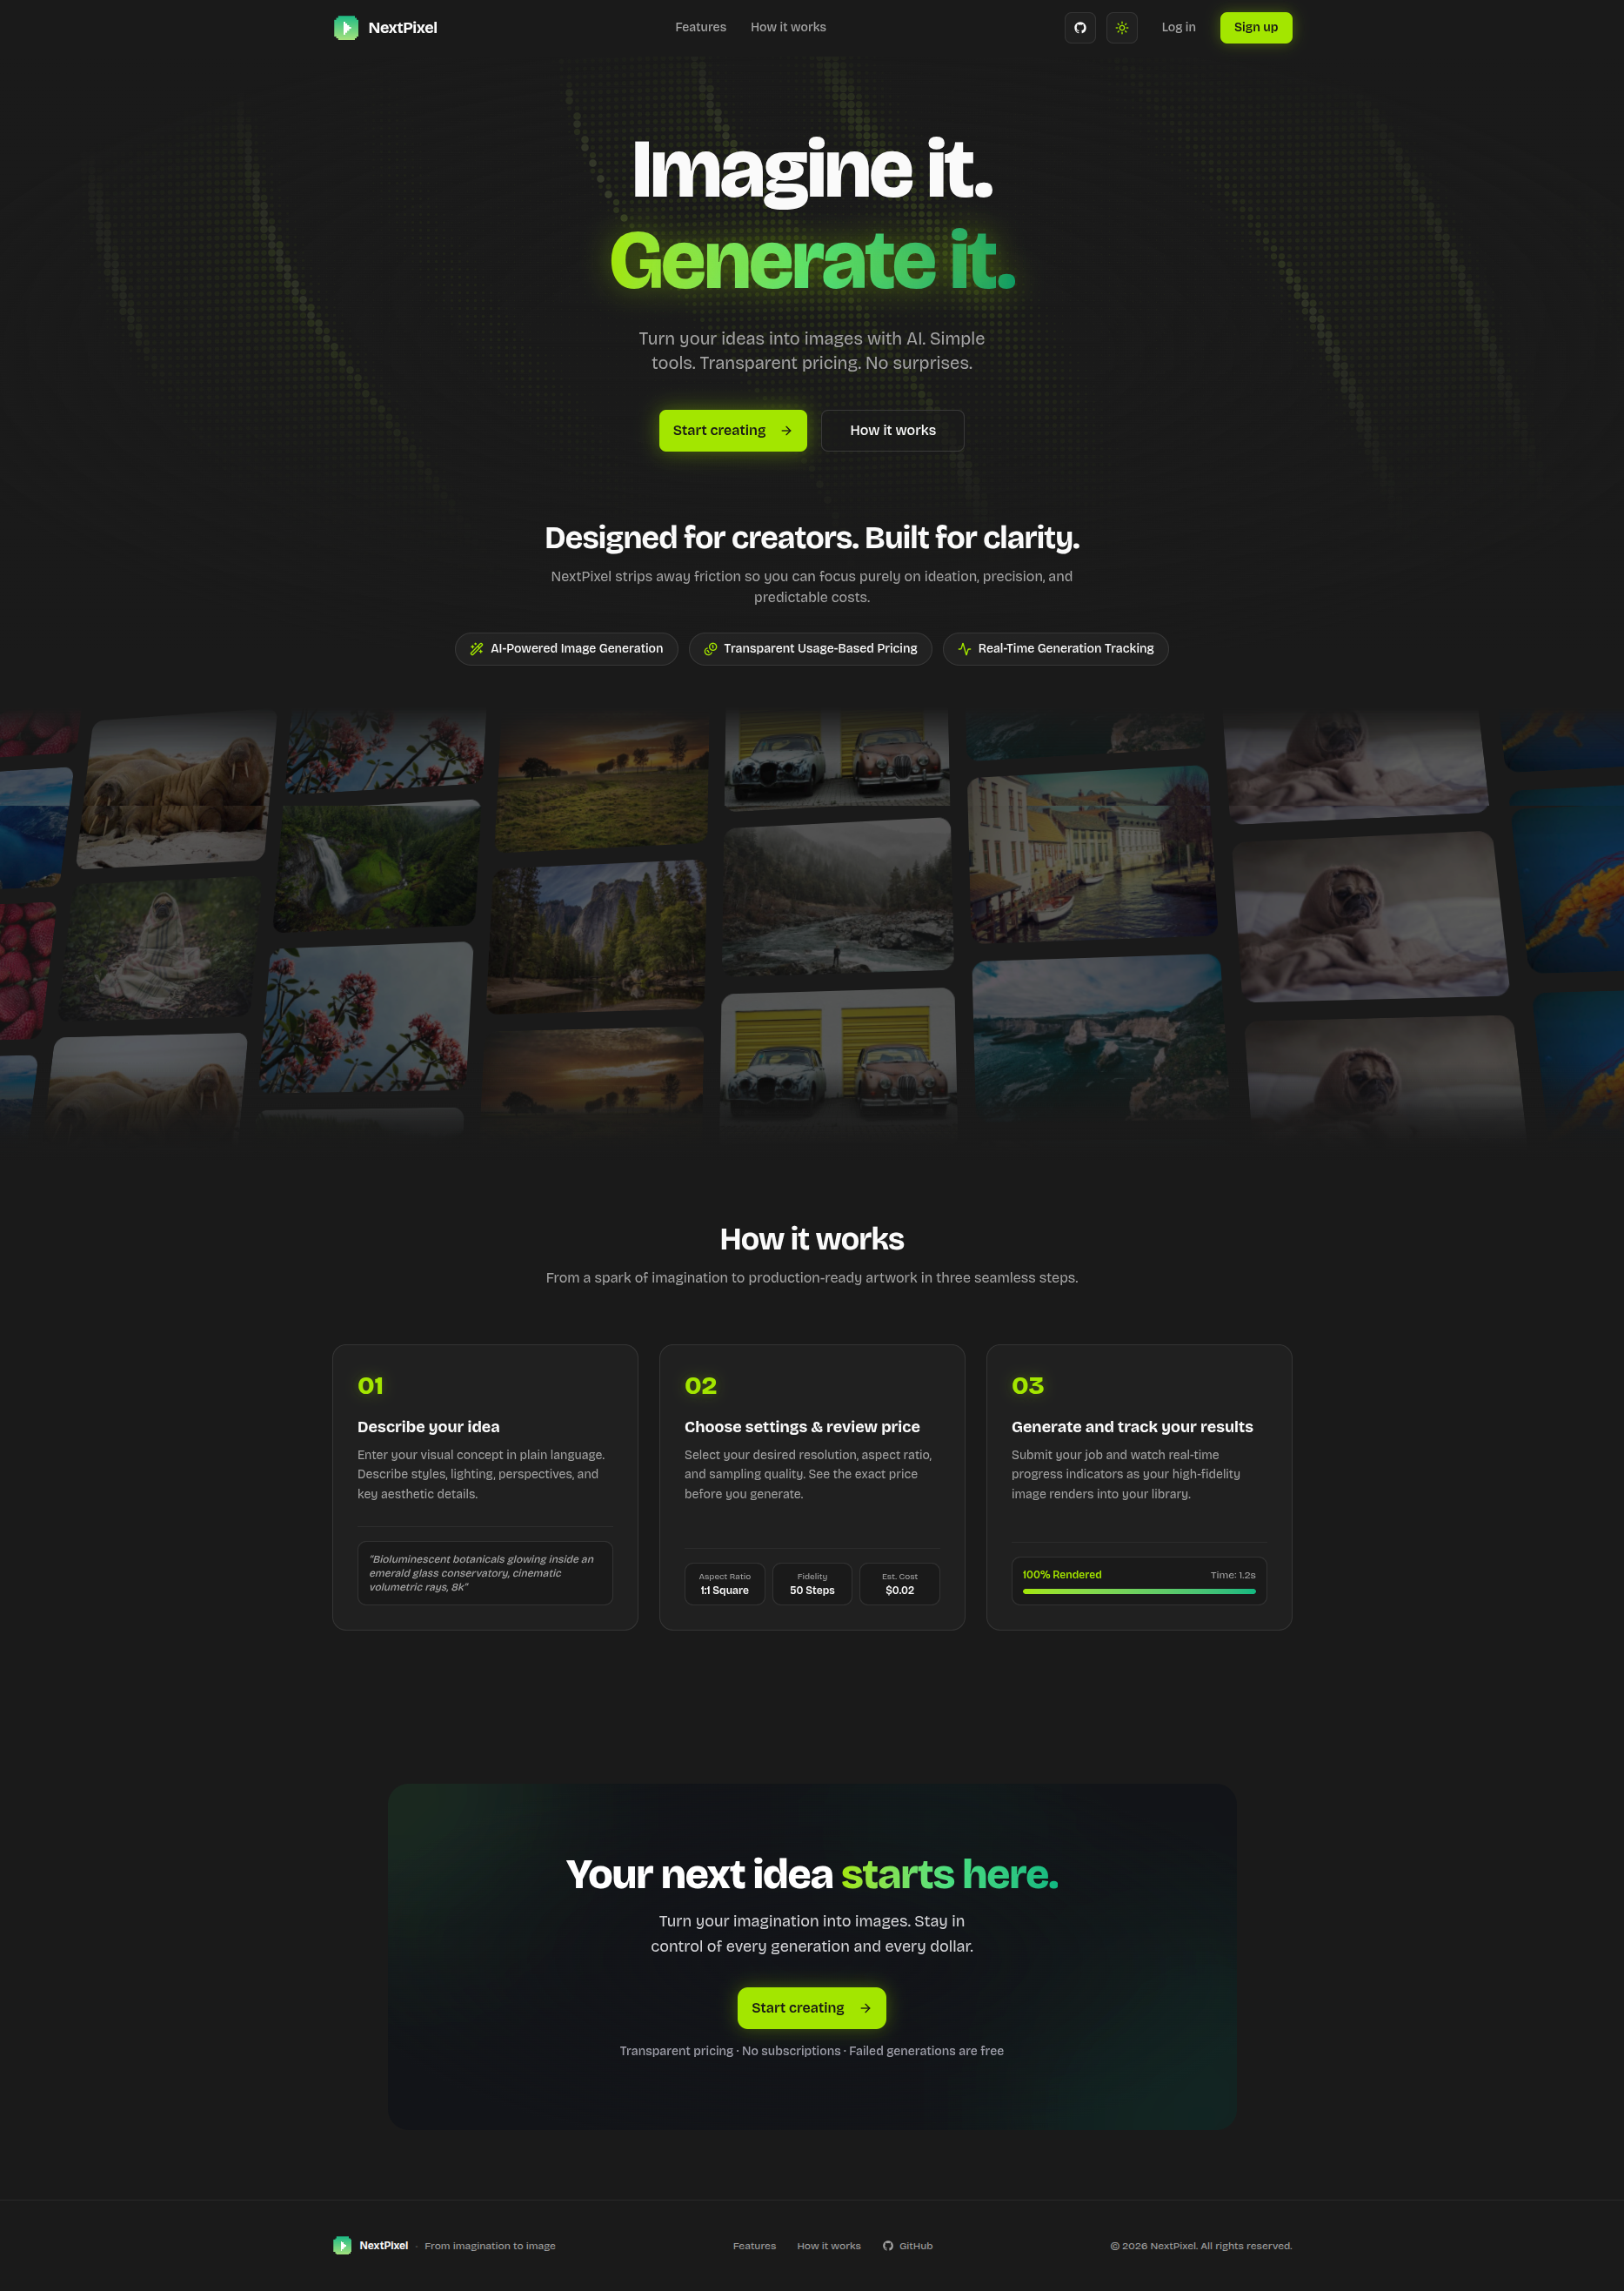 NextPixel
Features
How it works
Log in
Sign up
Imagine it.
Generate it.
Turn your ideas into images with AI. Simple
tools. Transparent pricing. No surprises.
Start creating
How it works
Designed for creators. Built for clarity.
NextPixel strips away friction so you can focus purely on ideation, precision, and
predictable costs.
AI-Powered Image Generation
Transparent Usage-Based Pricing
Real-Time Generation Tracking
How it works
From a spark of imagination to production-ready artwork in three seamless steps.
01
Describe your idea
Enter your visual concept in plain language.
Describe styles, lighting, perspectives, and
key aesthetic details.
"Bioluminescent botanicals glowing inside an
emerald glass conservatory, cinematic
volumetric rays, 8k"
02
Choose settings & review price
Select your desired resolution, aspect ratio,
and sampling quality. See the exact price
before you generate.
Aspect Ratio
1:1 Square
Fidelity
50 Steps
Est. Cost
$0.02
03
Generate and track your results
Submit your job and watch real-time
progress indicators as your high-fidelity
image renders into your library.
100% Rendered
Time: 1.2s
Your next idea starts here.
Turn your imagination into images. Stay in
control of every generation and every dollar.
Start creating
Transparent pricing · No subscriptions · Failed generations are free
NextPixel · From imagination to image
Features
How it works
GitHub
© 2026 NextPixel. All rights reserved.